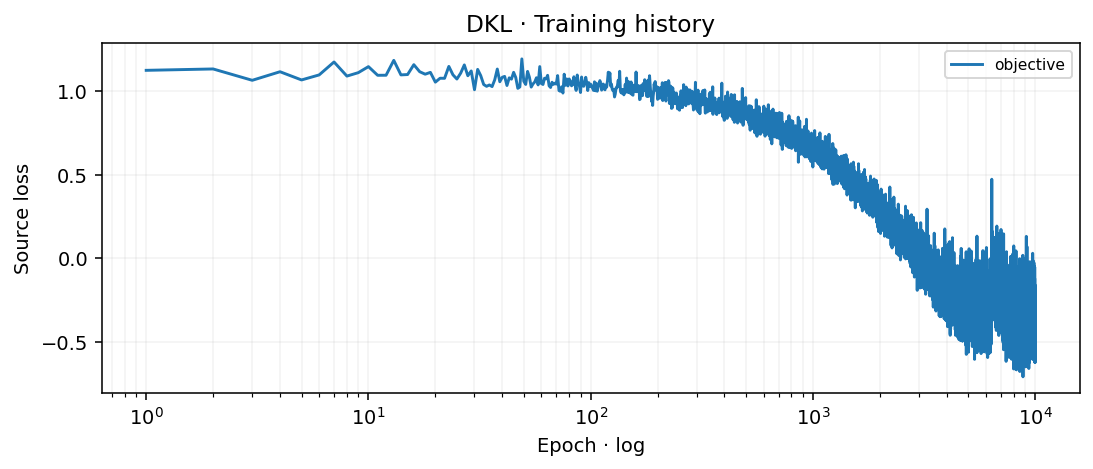 DKL · Training history
objective
Source loss
1.0
0.5
0.0
−0.5
10⁰
10¹
10²
10³
10⁴
Epoch · log